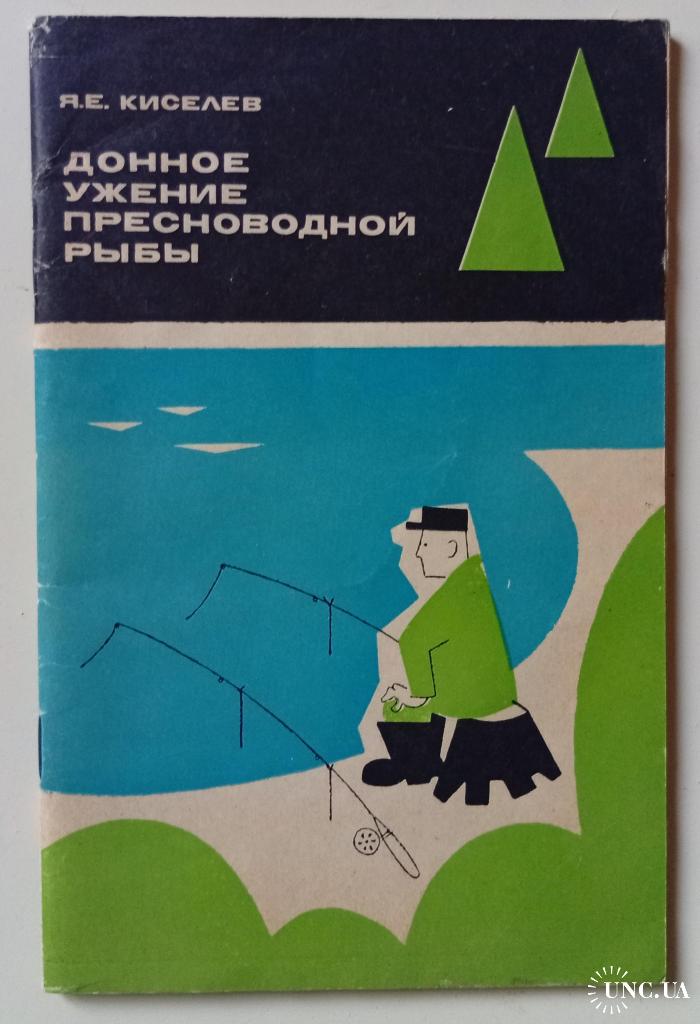 Я.Е. КИСЕЛЕВ
ДОННОЕ
УЖЕНИЕ
ПРЕСНОВОДНОЙ
РЫБЫ
UNC.UA